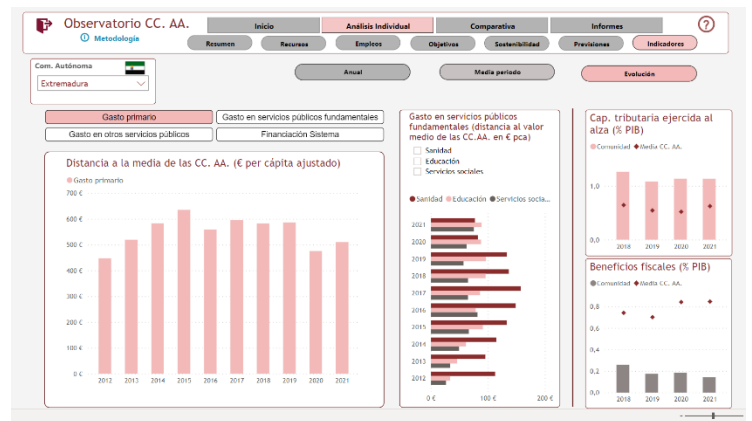 Observatorio CC. AA.
Metodología
Inicio
Análisis Individual
Comparativa
Informes
?
Resumen
Recursos
Empleos
Objetivos
Sostenibilidad
Previsiones
Indicadores
Com. Autónoma
Extremadura
Anual
Media periodo
Evolución
Gasto primario
Gasto en servicios públicos fundamentales
Gasto en otros servicios públicos
Financiación Sistema
Distancia a la media de las CC. AA. (€ per cápita ajustado)
Gasto primario
700 €
600 €
500 €
400 €
300 €
200 €
100 €
0 €
2012 2013 2014 2015 2016 2017 2018 2019 2020 2021
Gasto en servicios públicos
fundamentales (distancia al valor
medio de las CC.AA. en € pca)
Sanidad
Educación
Servicios sociales
Sanidad Educación Servicios socia...
2021
2020
2019
2018
2017
2016
2015
2014
2013
2012
0 € 100 € 200 €
Cap. tributaria ejercida al
alza (% PIB)
Comunidad Media CC. AA.
1,0
0,0
2018 2019 2020 2021
Beneficios fiscales (% PIB)
Comunidad Media CC. AA.
0,8
0,6
0,4
0,2
0,0
2018 2019 2020 2021